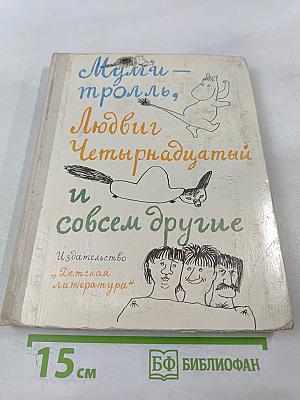 Муми—
тролль,
Людвиг
Четырнадцатый
и
совсем другие
Издательство
„Детская
литература“
15 см
БФ БИБЛИОФАН